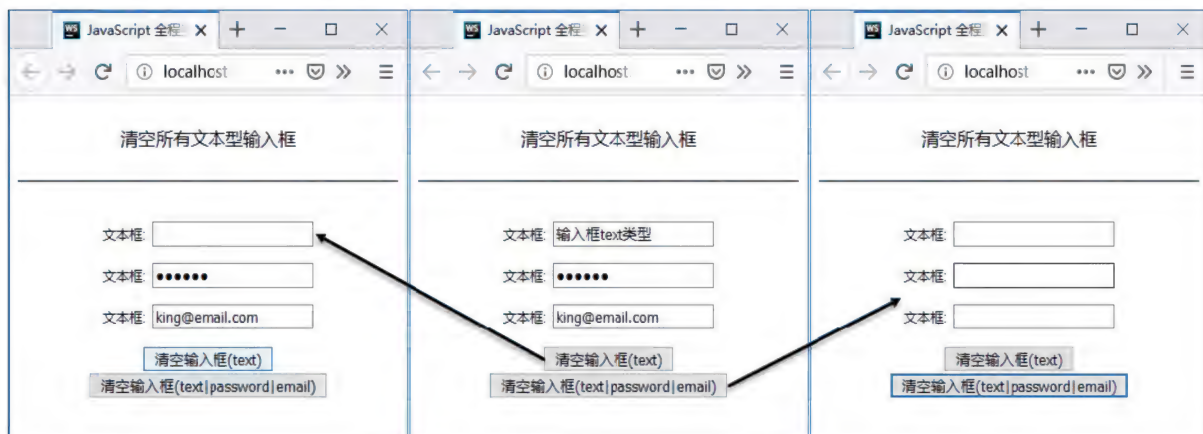 JavaScript 全程
localhost
清空所有文本型输入框
文本框:
文本框: ●●●●●●
文本框: king@email.com
清空输入框(text)
清空输入框(text|password|email)
JavaScript 全程
localhost
清空所有文本型输入框
文本框: 输入框text类型
文本框: ●●●●●●
文本框: king@email.com
清空输入框(text)
清空输入框(text|password|email)
JavaScript 全程
localhost
清空所有文本型输入框
文本框:
文本框:
文本框:
清空输入框(text)
清空输入框(text|password|email)